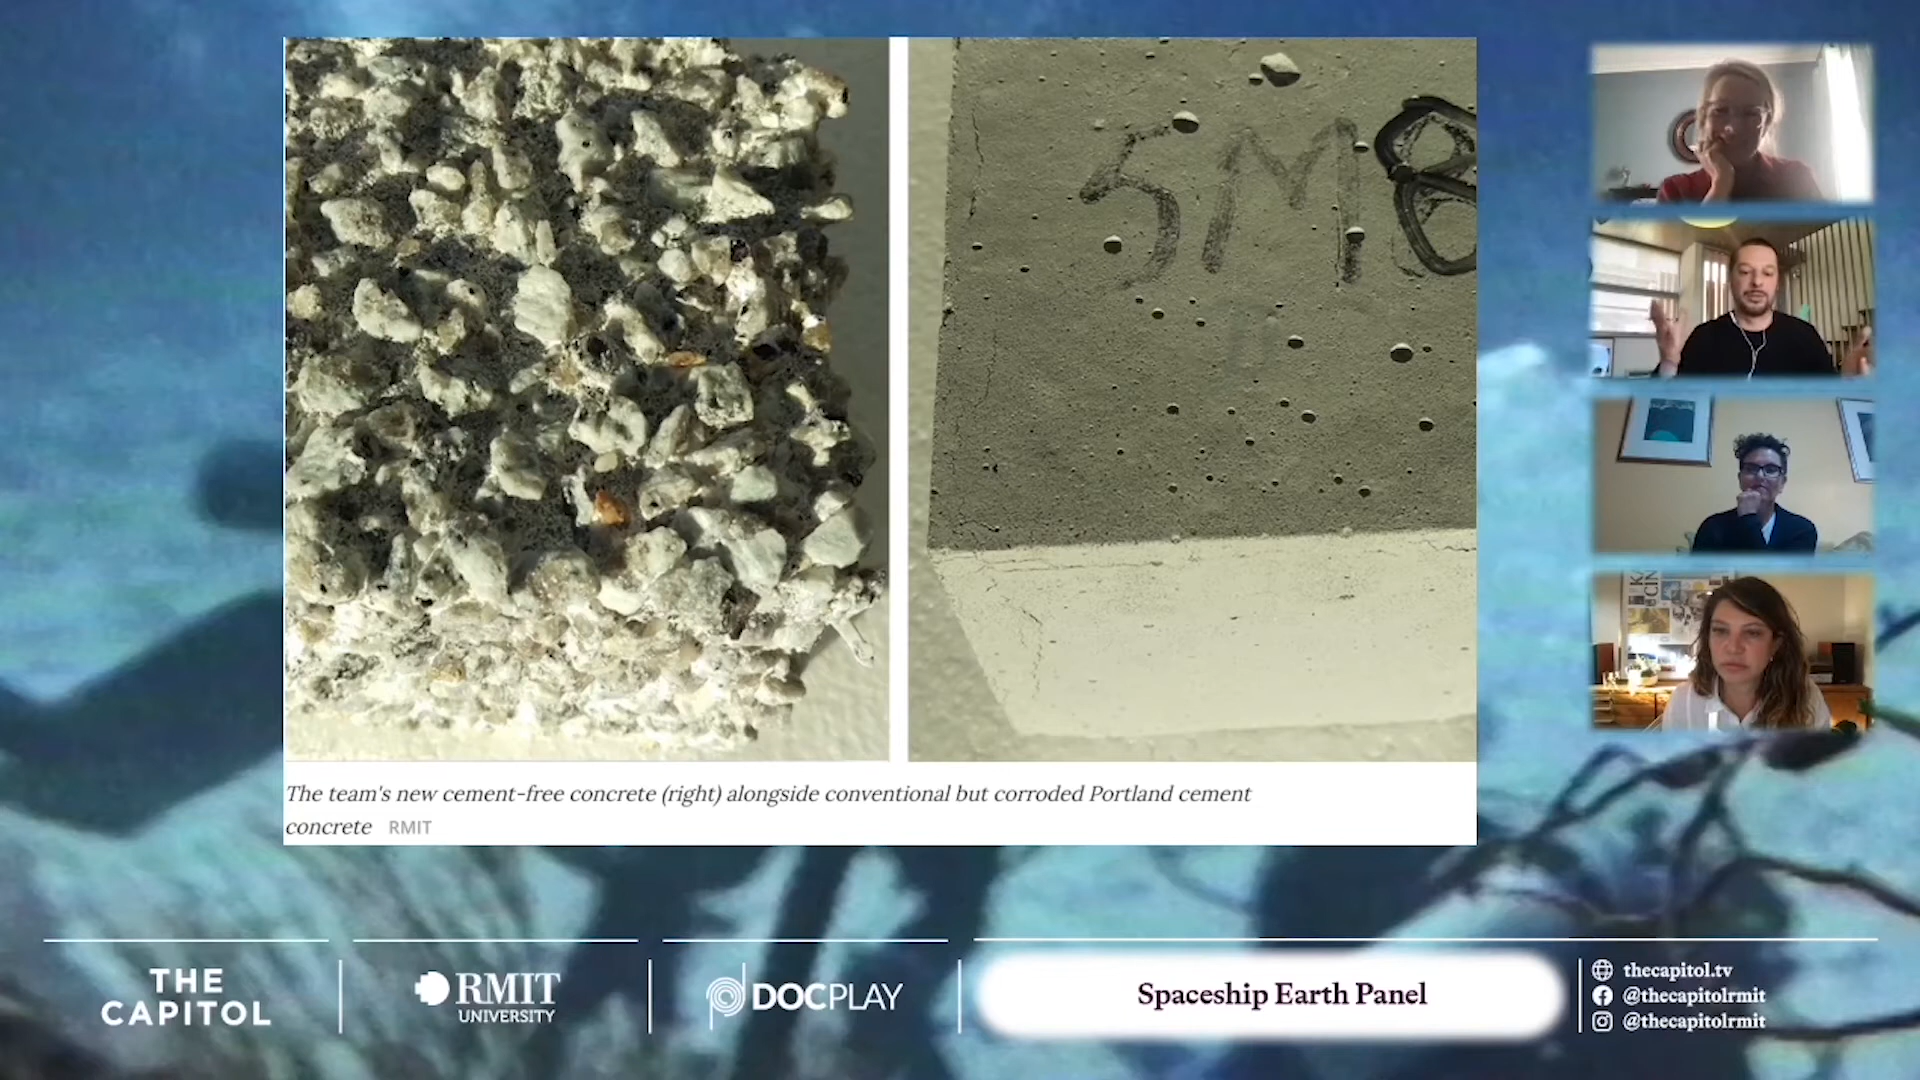 5M8
The team's new cement-free concrete (right) alongside conventional but corroded Portland cement
concrete RMIT
THE
CAPITOL
RMIT
UNIVERSITY
DOCPLAY
Spaceship Earth Panel
thecapitol.tv
@thecapitolrmit
@thecapitolrmit